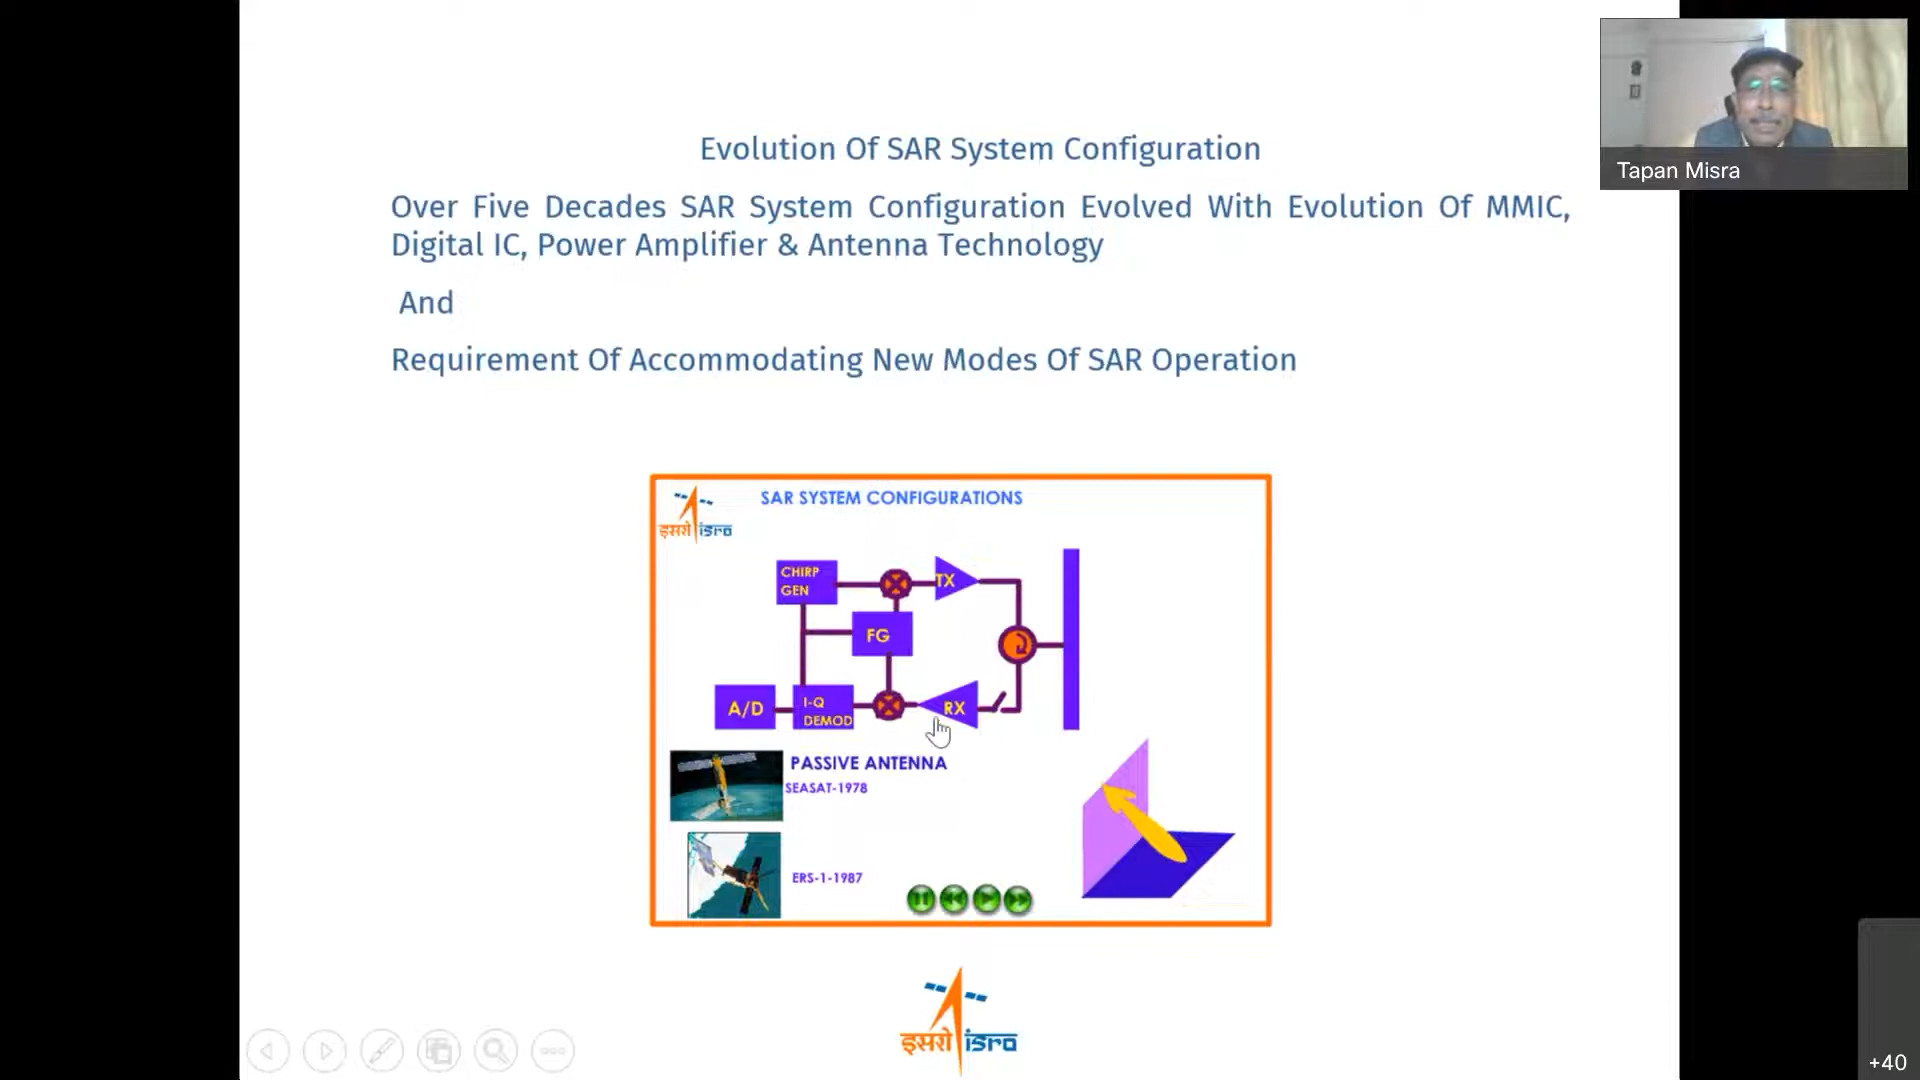 Evolution Of SAR System Configuration
Over Five Decades SAR System Configuration Evolved With Evolution Of MMIC,
Digital IC, Power Amplifier & Antenna Technology
And
Requirement Of Accommodating New Modes Of SAR Operation
Tapan Misra
SAR SYSTEM CONFIGURATIONS
इसरो isro
CHIRP
GEN
TX
FG
A/D
I-Q
DEMOD
RX
PASSIVE ANTENNA
SEASAT-1978
ERS-1-1987
इसरो isro
+40